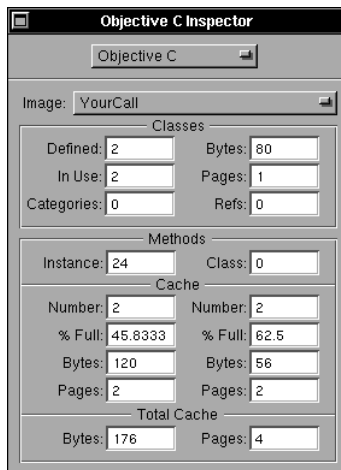 Objective C Inspector
Objective C
Image: YourCall
Classes
Defined: 2 Bytes: 80
In Use: 2 Pages: 1
Categories: 0 Refs: 0
Methods
Instance: 24 Class: 0
Cache
Number: 2 Number: 2
% Full: 45.8333 % Full: 62.5
Bytes: 120 Bytes: 56
Pages: 2 Pages: 2
Total Cache
Bytes: 176 Pages: 4